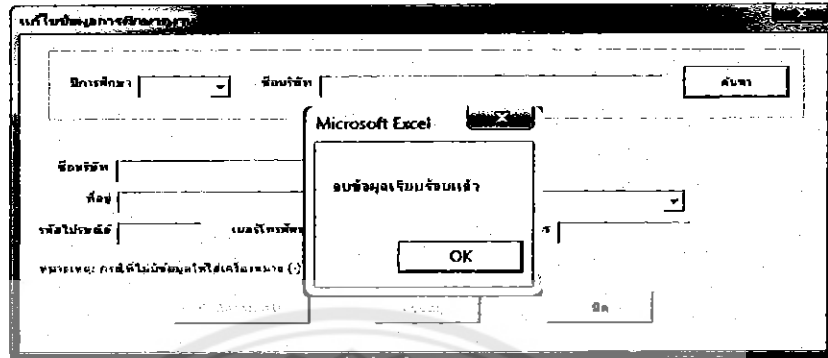 แก้ไขข้อมูลการศึกษาดูงาน
ปีการศึกษา ชื่อบริษัท ค้นหา
Microsoft Excel
ลบข้อมูลเรียบร้อยแล้ว
OK
ชื่อบริษัท
ที่อยู่
รหัสไปรษณีย์ เบอร์โทรศัพท์
หมายเหตุ: กรณีที่ไม่มีข้อมูลให้ใส่เครื่องหมาย (-)
ปิด